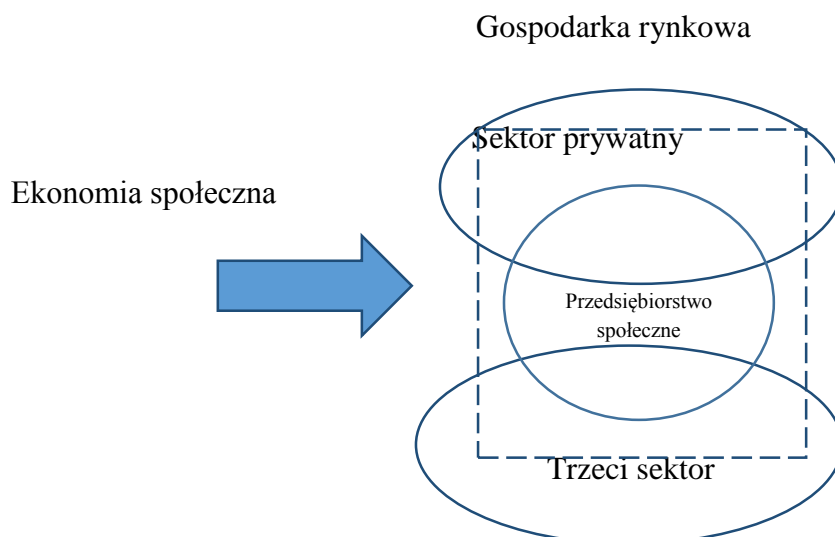 Gospodarka rynkowa
Sektor prywatny
Ekonomia społeczna
Przedsiębiorstwo
społeczne
Trzeci sektor